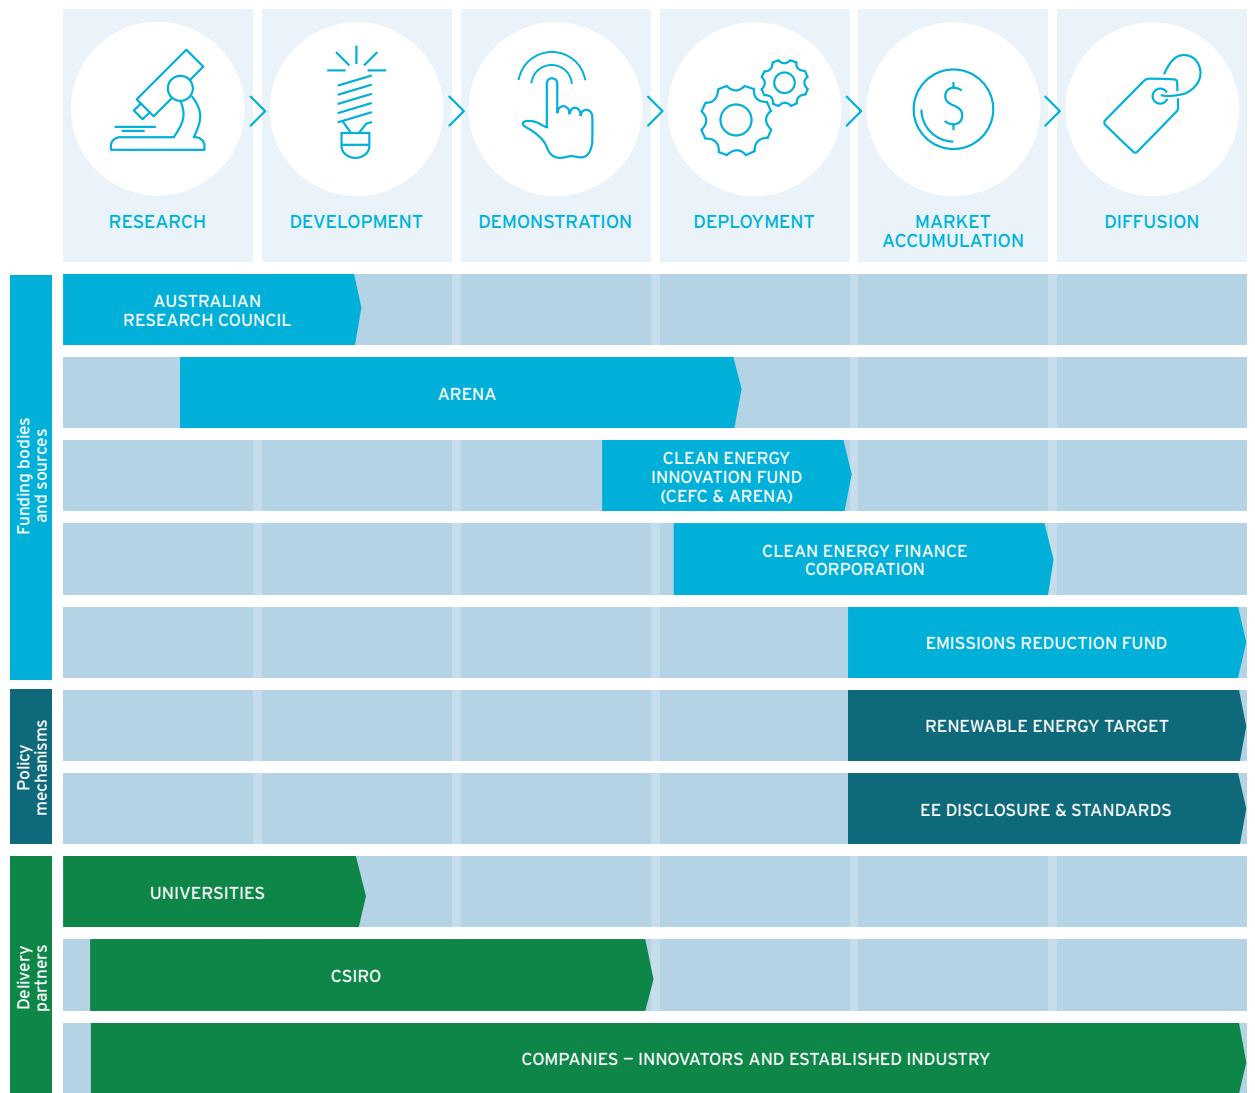 RESEARCH
DEVELOPMENT
DEMONSTRATION
DEPLOYMENT
MARKET
ACCUMULATION
DIFFUSION
Funding bodies
and sources
AUSTRALIAN
RESEARCH COUNCIL
ARENA
CLEAN ENERGY
INNOVATION FUND
(CEFC & ARENA)
CLEAN ENERGY FINANCE
CORPORATION
EMISSIONS REDUCTION FUND
Policy
mechanisms
RENEWABLE ENERGY TARGET
EE DISCLOSURE & STANDARDS
Delivery
partners
UNIVERSITIES
CSIRO
COMPANIES – INNOVATORS AND ESTABLISHED INDUSTRY